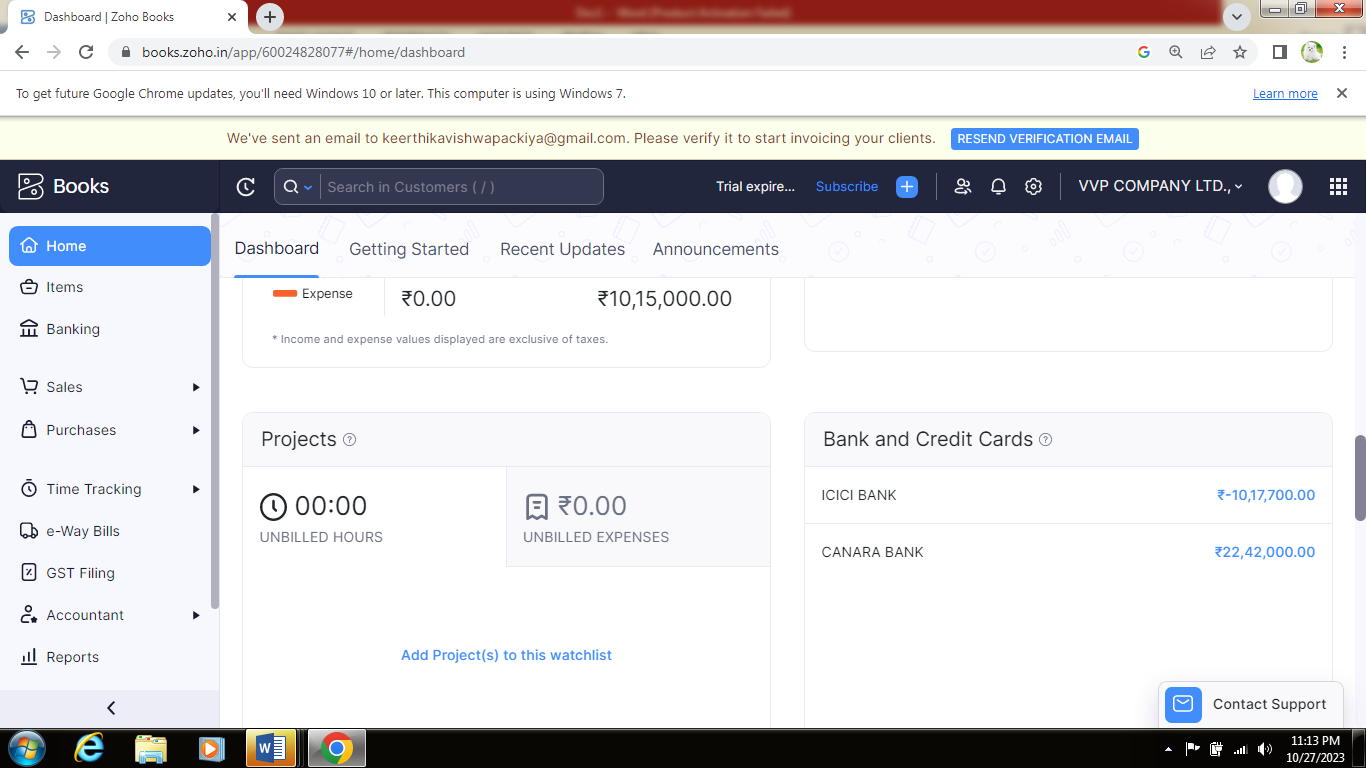 Doc1 - Word (Product Activation Failed)
Dashboard | Zoho Books
books.zoho.in/app/60024828077#/home/dashboard
To get future Google Chrome updates, you'll need Windows 10 or later. This computer is using Windows 7.
Learn more
We've sent an email to keerthikavishwapackiya@gmail.com. Please verify it to start invoicing your clients.
RESEND VERIFICATION EMAIL
Books
Search in Customers ( / )
Trial expire...
Subscribe
VVP COMPANY LTD.,
Home
Items
Banking
Sales
Purchases
Time Tracking
e-Way Bills
GST Filing
Accountant
Reports
Dashboard
Getting Started
Recent Updates
Announcements
Expense
₹0.00
₹10,15,000.00
* Income and expense values displayed are exclusive of taxes.
Projects
00:00
UNBILLED HOURS
₹0.00
UNBILLED EXPENSES
Add Project(s) to this watchlist
Bank and Credit Cards
ICICI BANK
₹-10,17,700.00
CANARA BANK
₹22,42,000.00
Contact Support
11:13 PM
10/27/2023